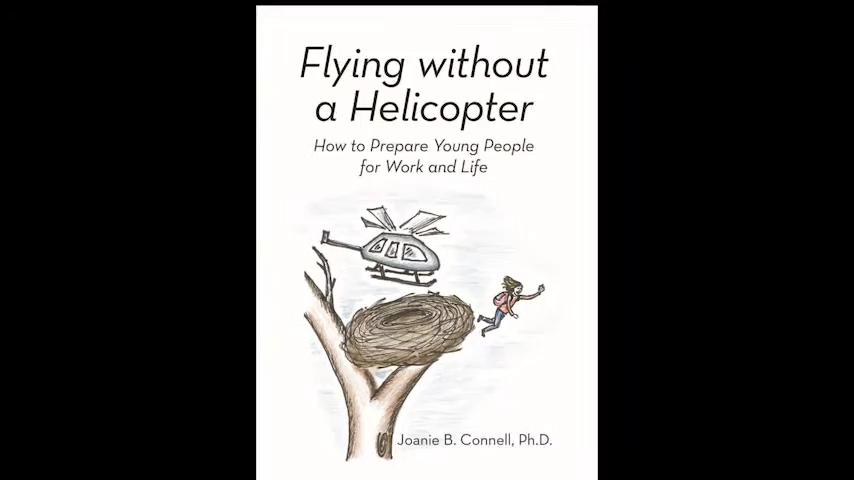 Flying without
a Helicopter
How to Prepare Young People
for Work and Life
Joanie B. Connell, Ph.D.